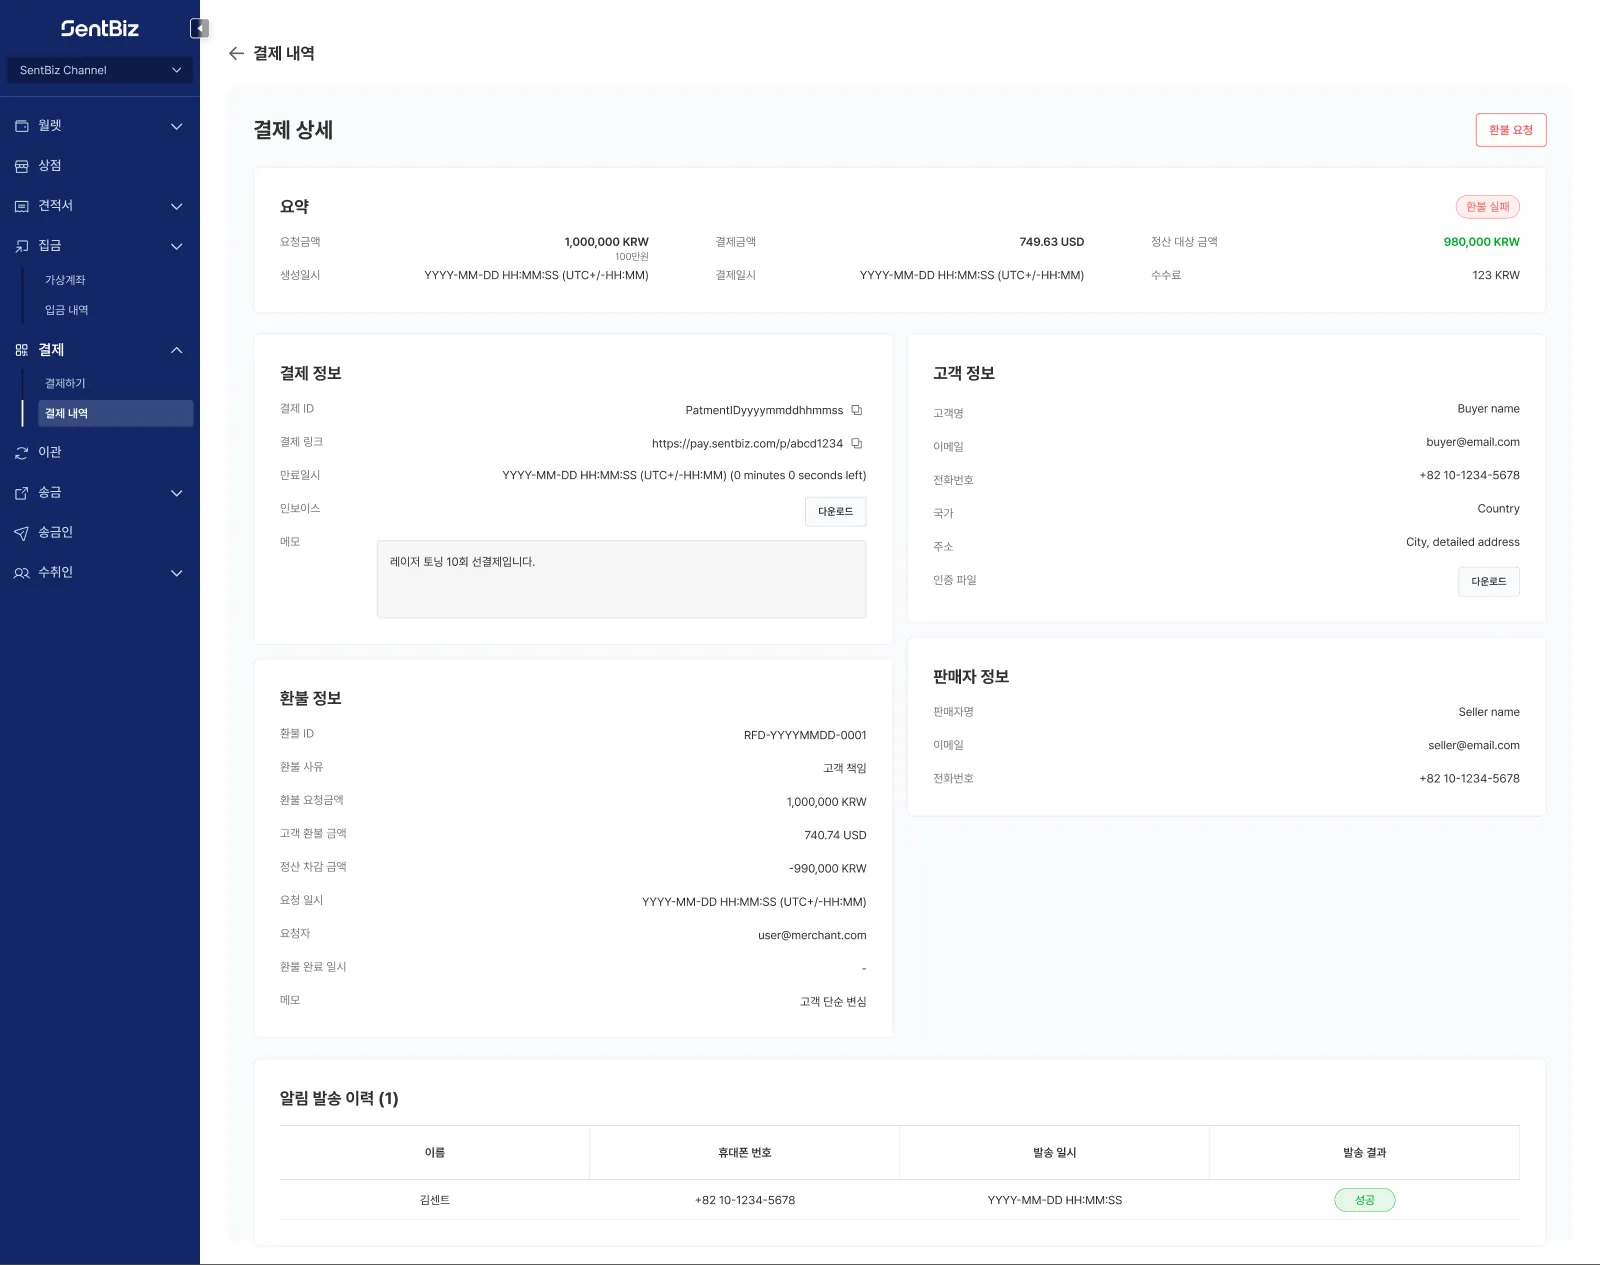 SentBiz
SentBiz Channel
월렛
상점
견적서
집금
가상계좌
입금 내역
결제
결제하기
결제 내역
이관
송금
송금인
수취인
결제 내역
결제 상세
환불 요청
요약
환불 실패
요청금액 1,000,000 KRW 결제금액 749.63 USD 정산 대상 금액 980,000 KRW
100만원
생성일시 YYYY-MM-DD HH:MM:SS (UTC+/-HH:MM) 결제일시 YYYY-MM-DD HH:MM:SS (UTC+/-HH:MM) 수수료 123 KRW
결제 정보
결제 ID PatmentIDyyyymmddhhmmss
결제 링크 https://pay.sentbiz.com/p/abcd1234
만료일시 YYYY-MM-DD HH:MM:SS (UTC+/-HH:MM) (0 minutes 0 seconds left)
인보이스 다운로드
메모 레이저 토닝 10회 선결제입니다.
고객 정보
고객명 Buyer name
이메일 buyer@email.com
전화번호 +82 10-1234-5678
국가 Country
주소 City, detailed address
인증 파일 다운로드
환불 정보
환불 ID RFD-YYYYMMDD-0001
환불 사유 고객 책임
환불 요청금액 1,000,000 KRW
고객 환불 금액 740.74 USD
정산 차감 금액 -990,000 KRW
요청 일시 YYYY-MM-DD HH:MM:SS (UTC+/-HH:MM)
요청자 user@merchant.com
환불 완료 일시 -
메모 고객 단순 변심
판매자 정보
판매자명 Seller name
이메일 seller@email.com
전화번호 +82 10-1234-5678
알림 발송 이력 (1)
이름 휴대폰 번호 발송 일시 발송 결과
김센트 +82 10-1234-5678 YYYY-MM-DD HH:MM:SS 성공